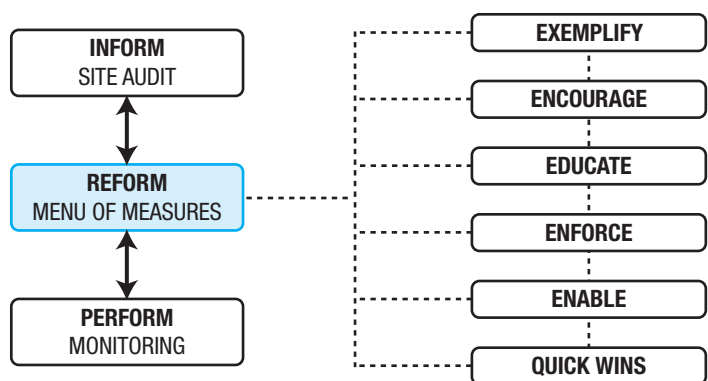 INFORM
SITE AUDIT
REFORM
MENU OF MEASURES
PERFORM
MONITORING
EXEMPLIFY
ENCOURAGE
EDUCATE
ENFORCE
ENABLE
QUICK WINS